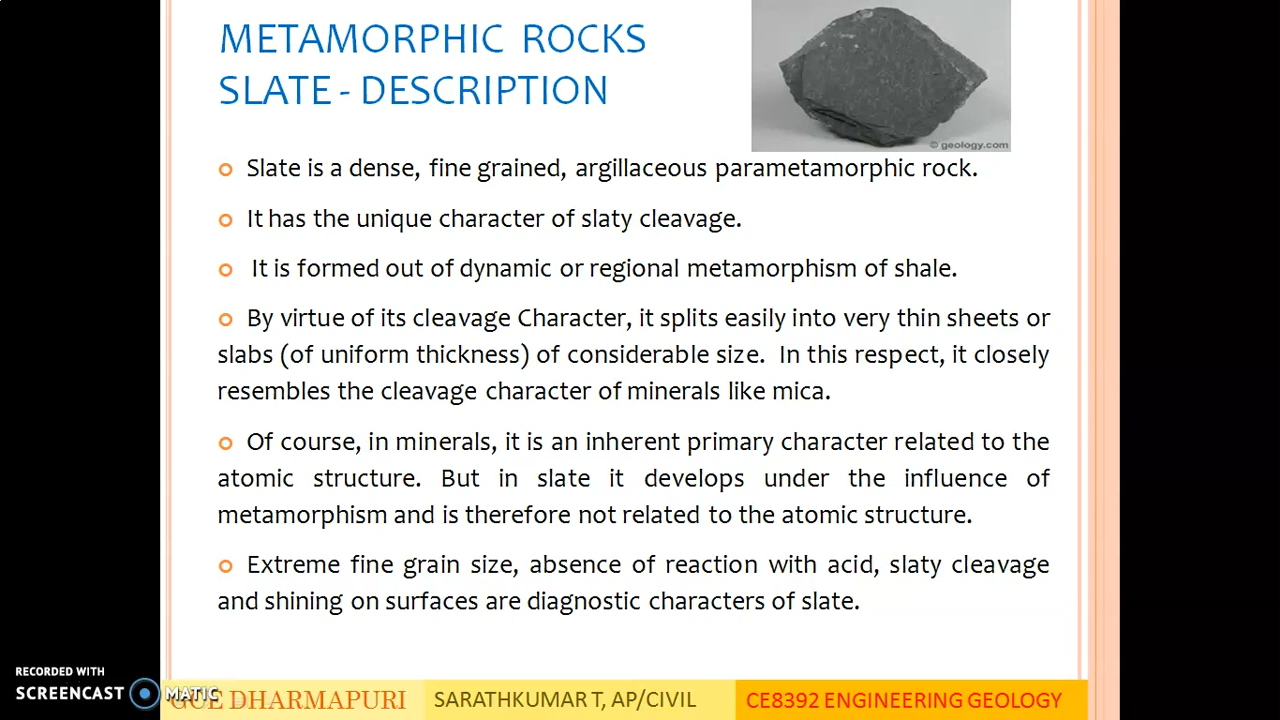 METAMORPHIC ROCKS
SLATE - DESCRIPTION
© geology.com
Slate is a dense, fine grained, argillaceous parametamorphic rock.
It has the unique character of slaty cleavage.
It is formed out of dynamic or regional metamorphism of shale.
By virtue of its cleavage Character, it splits easily into very thin sheets or
slabs (of uniform thickness) of considerable size. In this respect, it closely
resembles the cleavage character of minerals like mica.
Of course, in minerals, it is an inherent primary character related to the
atomic structure. But in slate it develops under the influence of
metamorphism and is therefore not related to the atomic structure.
Extreme fine grain size, absence of reaction with acid, slaty cleavage
and shining on surfaces are diagnostic characters of slate.
RECORDED WITH
SCREENCAST MATIC
GCE DHARMAPURI SARATHKUMAR T, AP/CIVIL CE8392 ENGINEERING GEOLOGY